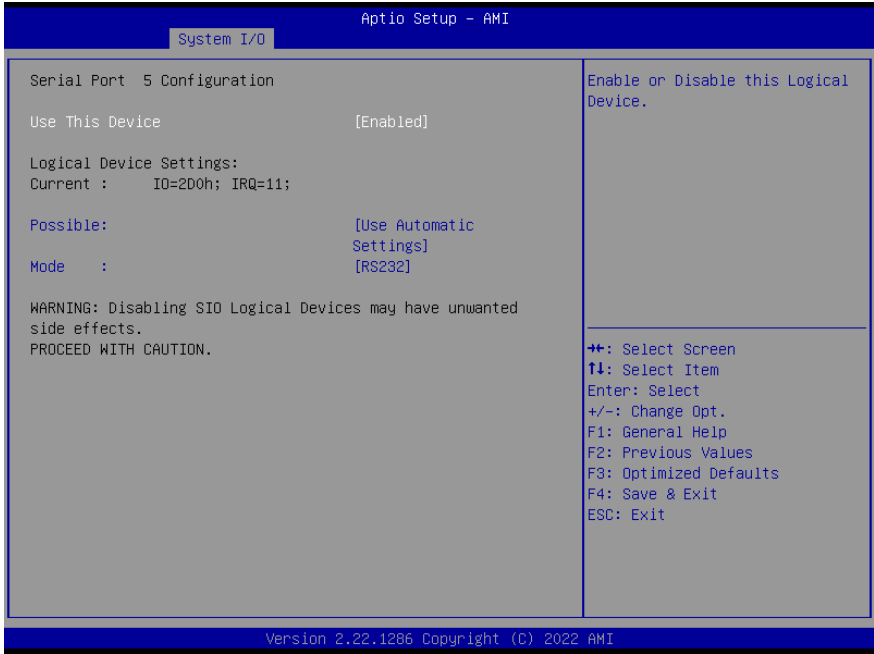 Aptio Setup – AMI
System I/O
Serial Port  5 Configuration
Use This Device [Enabled]
Logical Device Settings:
Current :     IO=2D0h; IRQ=11;
Possible: [Use Automatic
Settings]
Mode    : [RS232]
WARNING: Disabling SIO Logical Devices may have unwanted
side effects.
PROCEED WITH CAUTION.
Enable or Disable this Logical
Device.
→←: Select Screen
↑↓: Select Item
Enter: Select
+/-: Change Opt.
F1: General Help
F2: Previous Values
F3: Optimized Defaults
F4: Save & Exit
ESC: Exit
Version 2.22.1286 Copyright (C) 2022 AMI